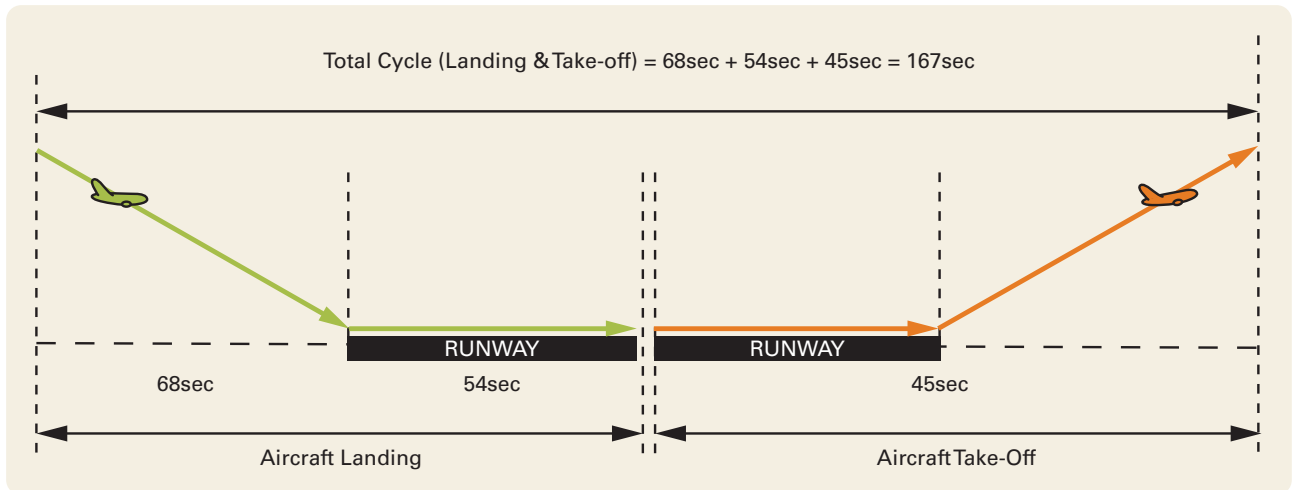 Total Cycle (Landing & Take-off) = 68sec + 54sec + 45sec = 167sec
RUNWAY
RUNWAY
68sec
54sec
45sec
Aircraft Landing
Aircraft Take-Off